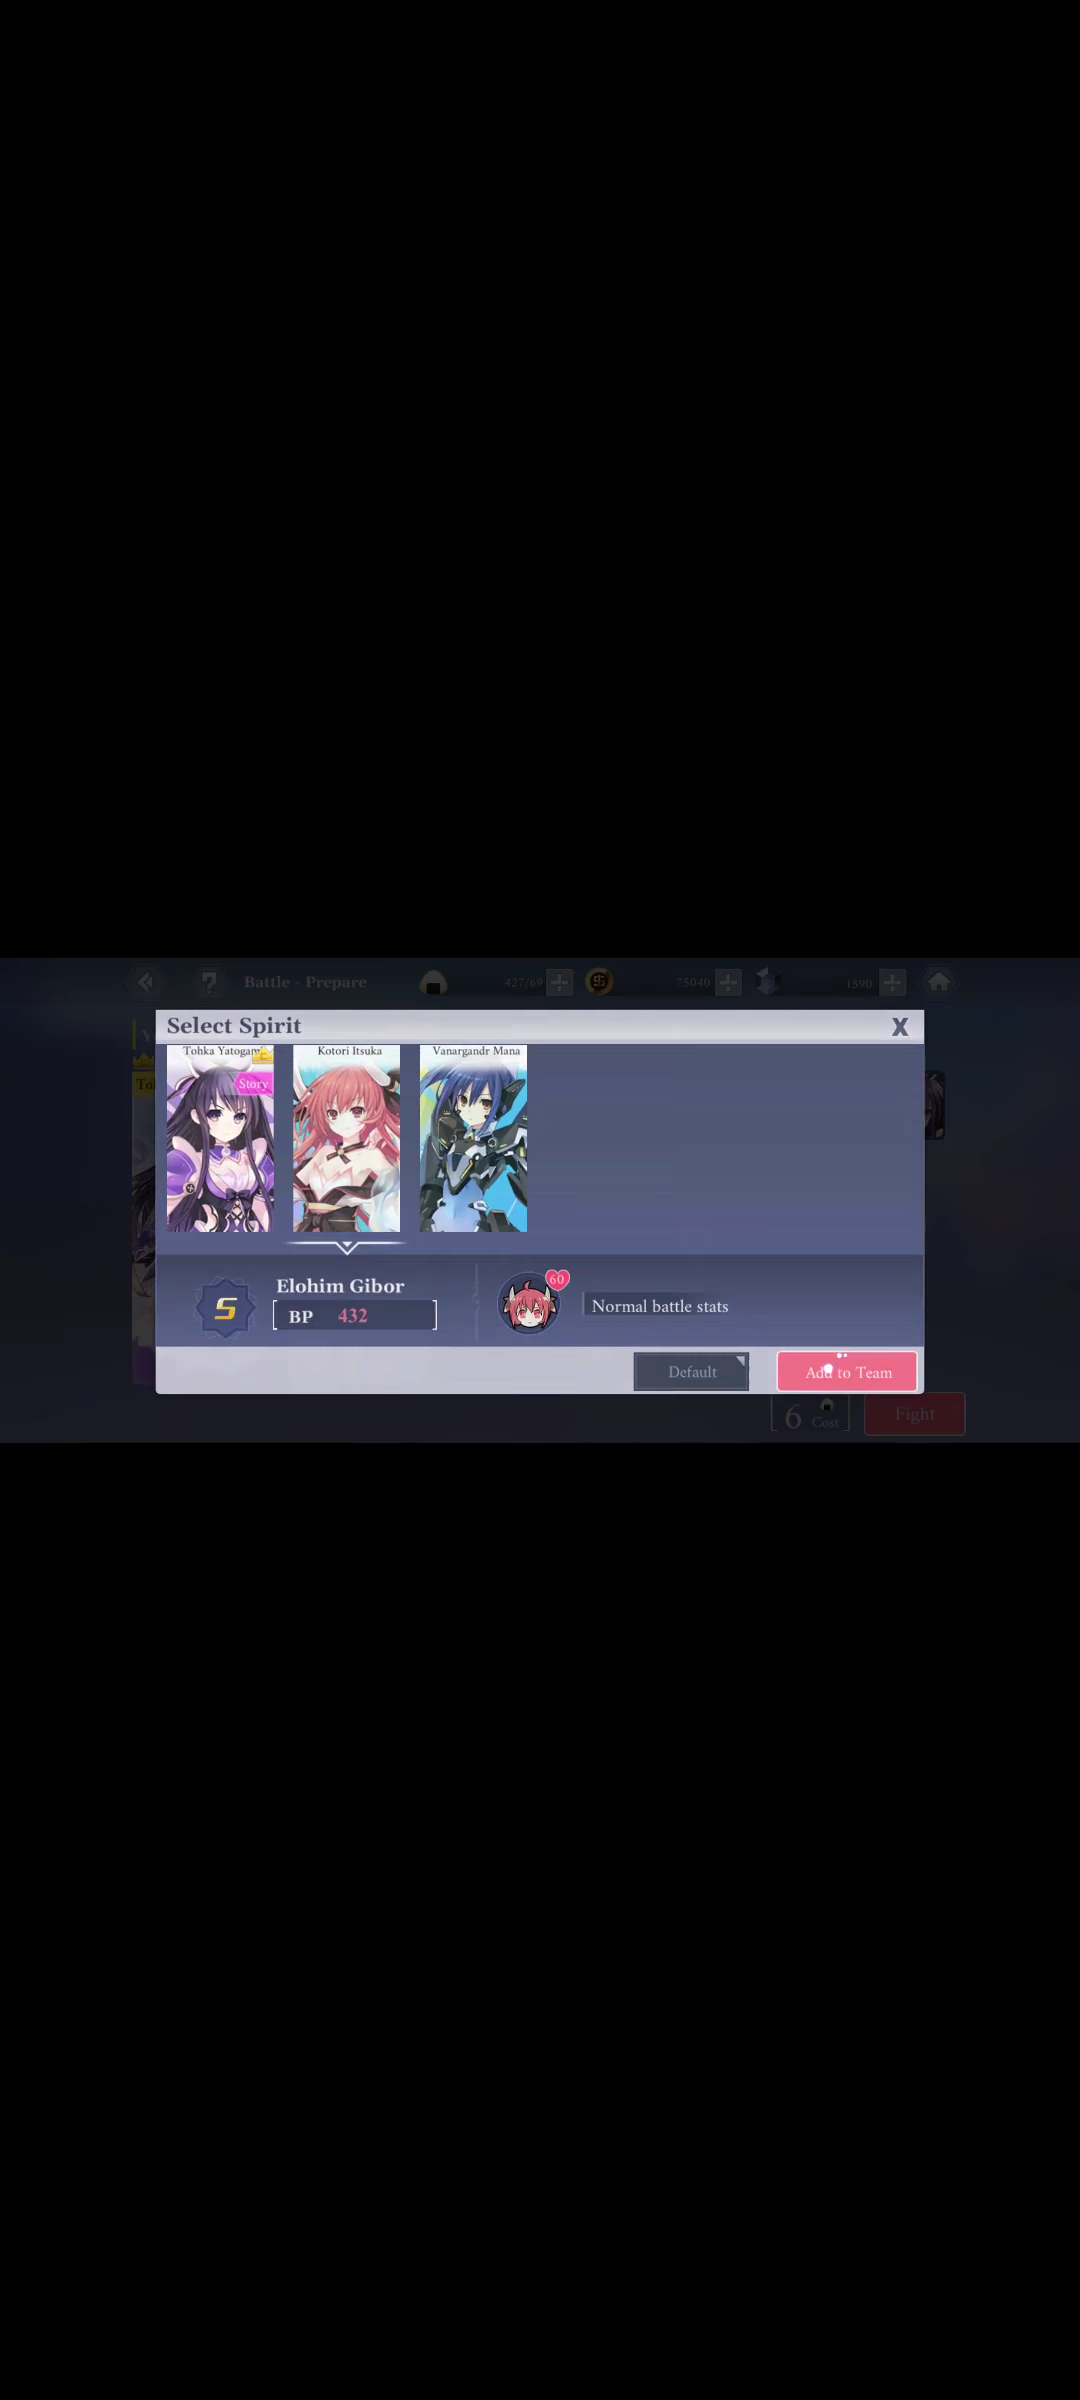 Battle - Prepare
427/69
75040
1590
Select Spirit
X
Tohka Yatogami
Kotori Itsuka
Vanargandr Mana
Story
S
Elohim Gibor
BP 432
60
Normal battle stats
Default
Add to Team
6 Cost
Fight